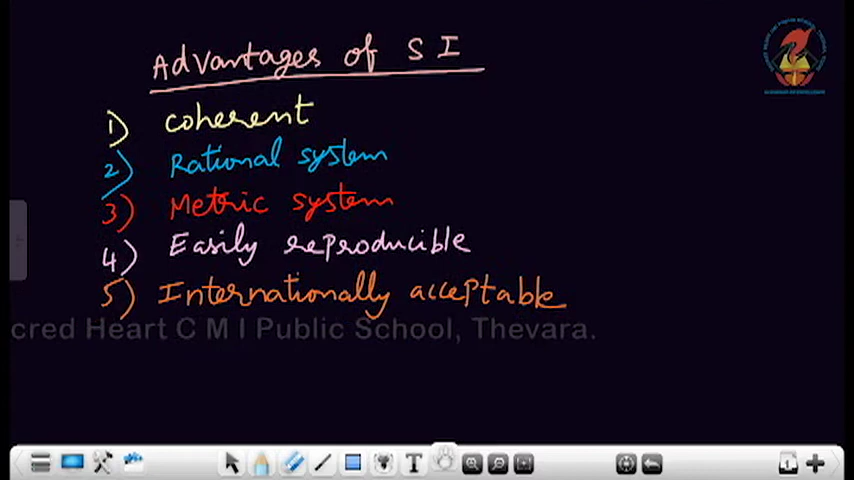 Advantages of SI
1) coherent
2) Rational system
3) Metric system
4) Easily reproducible
5) Internationally acceptable
cred Heart C M I Public School, Thevara.